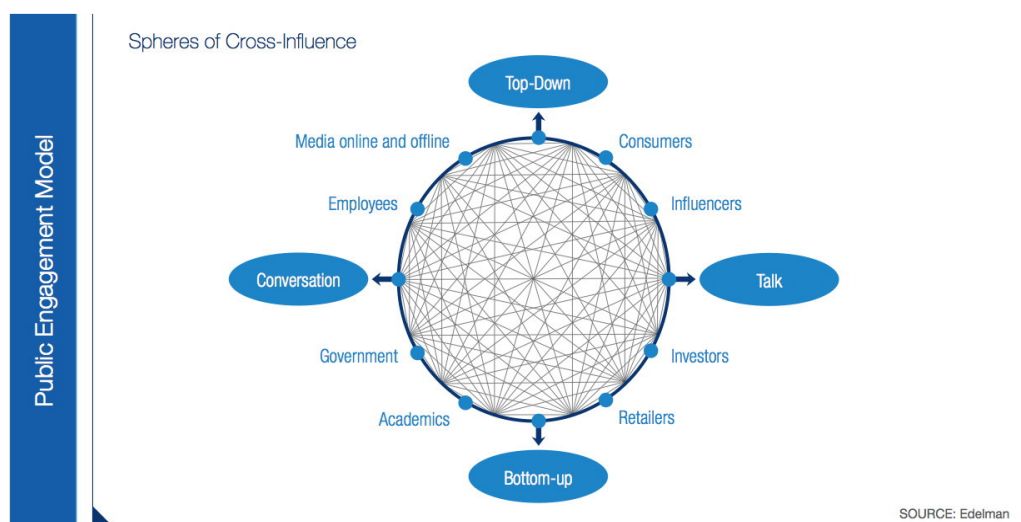 Public Engagement Model
Spheres of Cross-Influence
Top-Down
Media online and offline
Consumers
Employees
Influencers
Conversation
Talk
Government
Investors
Academics
Retailers
Bottom-up
SOURCE: Edelman